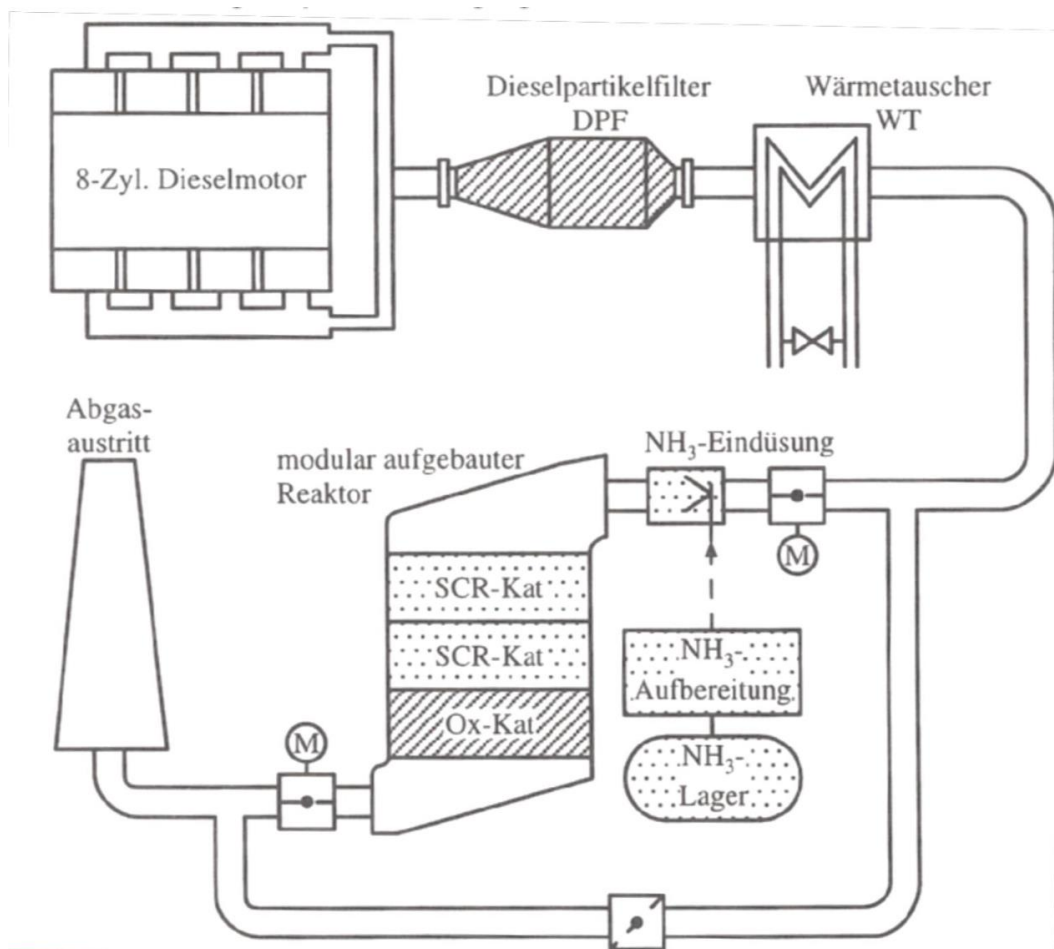 Dieselpartikelfilter
DPF
Wärmetauscher
WT
8-Zyl. Dieselmotor
Abgas-
austritt
modular aufgebauter
Reaktor
NH₃-Eindüsung
M
SCR-Kat
SCR-Kat
Ox-Kat
NH₃-
Aufbereitung
NH₃-
Lager
M